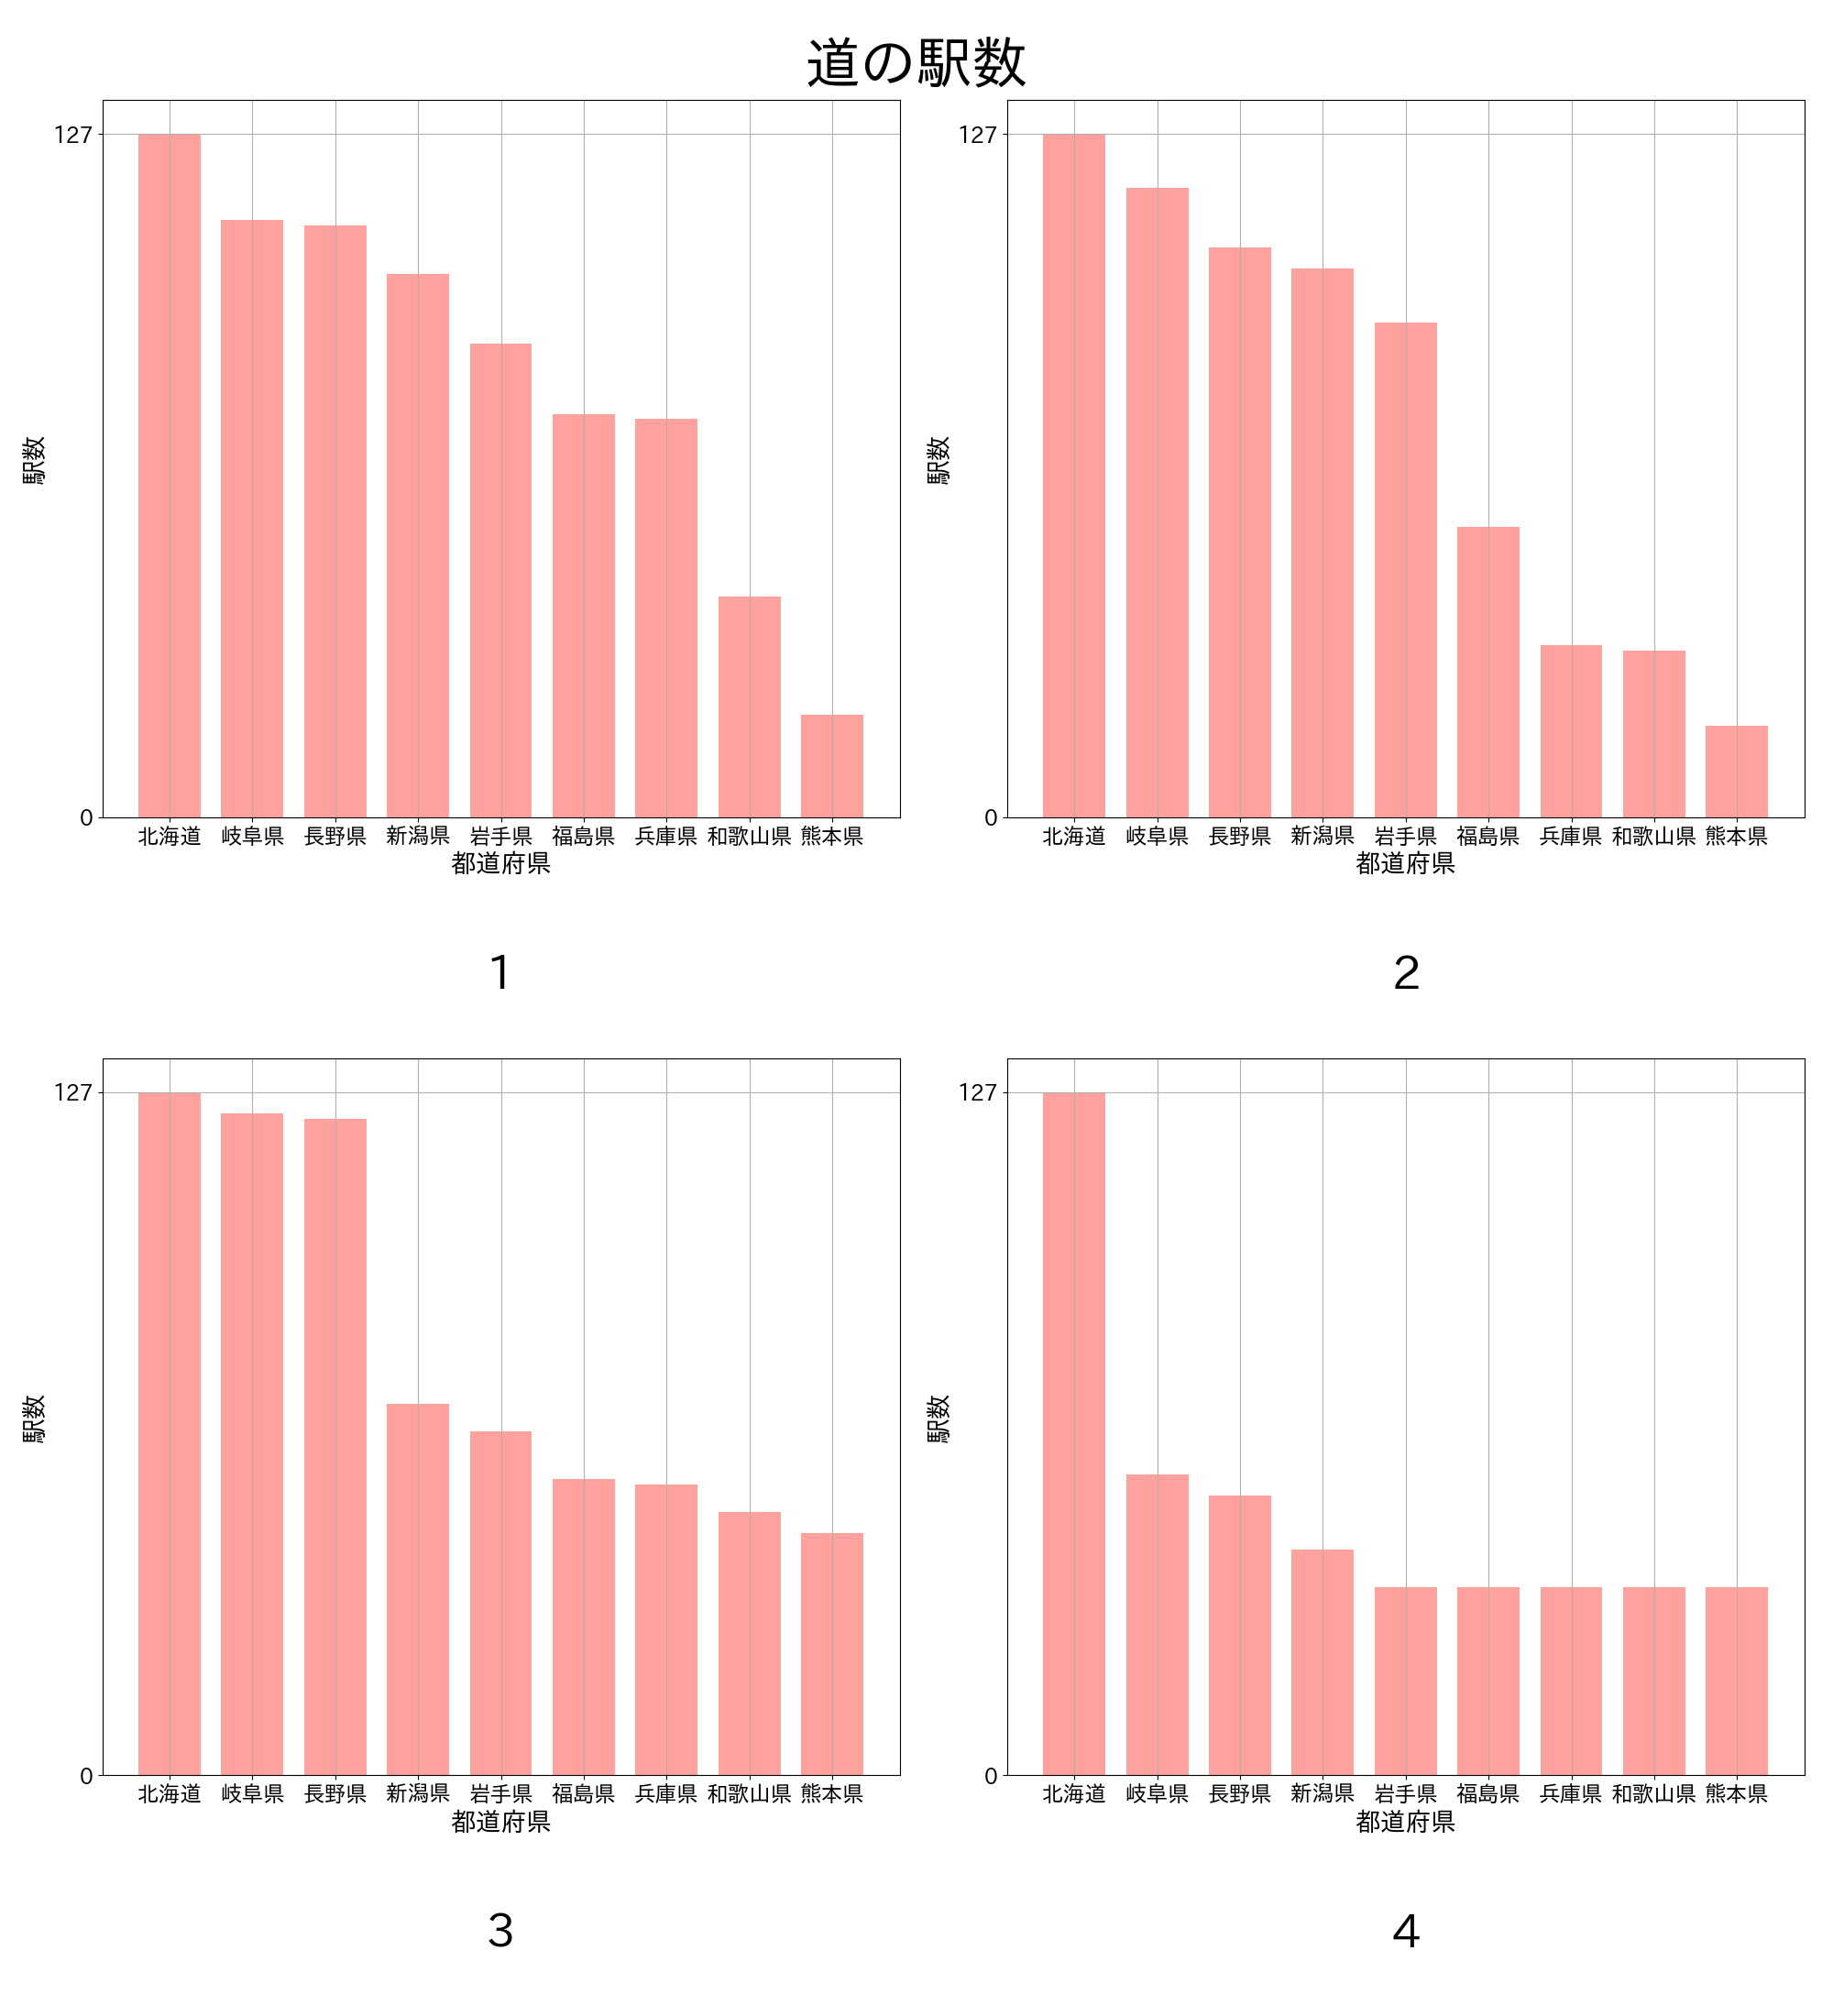 道の駅数
127
0
駅数
北海道 岐阜県 長野県 新潟県 岩手県 福島県 兵庫県 和歌山県 熊本県
都道府県
1
127
0
駅数
北海道 岐阜県 長野県 新潟県 岩手県 福島県 兵庫県 和歌山県 熊本県
都道府県
2
127
0
駅数
北海道 岐阜県 長野県 新潟県 岩手県 福島県 兵庫県 和歌山県 熊本県
都道府県
3
127
0
駅数
北海道 岐阜県 長野県 新潟県 岩手県 福島県 兵庫県 和歌山県 熊本県
都道府県
4